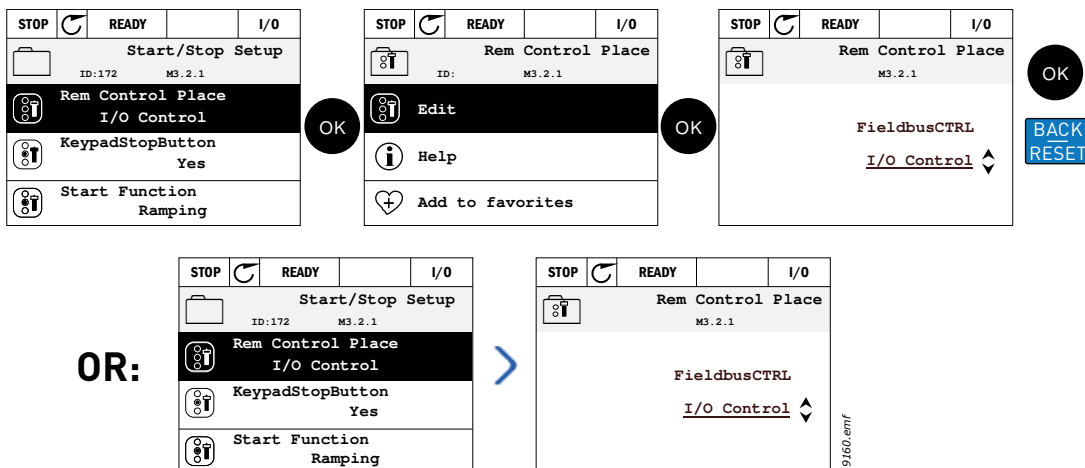 STOP READY I/O
Start/Stop Setup
ID:172 M3.2.1
Rem Control Place
I/O Control
KeypadStopButton
Yes
Start Function
Ramping
OK
STOP READY I/O
Rem Control Place
ID: M3.2.1
Edit
Help
Add to favorites
OK
STOP READY I/O
Rem Control Place
M3.2.1
FieldbusCTRL
I/O Control
OK
BACK
RESET
OR:
STOP READY I/O
Start/Stop Setup
ID:172 M3.2.1
Rem Control Place
I/O Control
KeypadStopButton
Yes
Start Function
Ramping
STOP READY I/O
Rem Control Place
M3.2.1
FieldbusCTRL
I/O Control
9160.emf